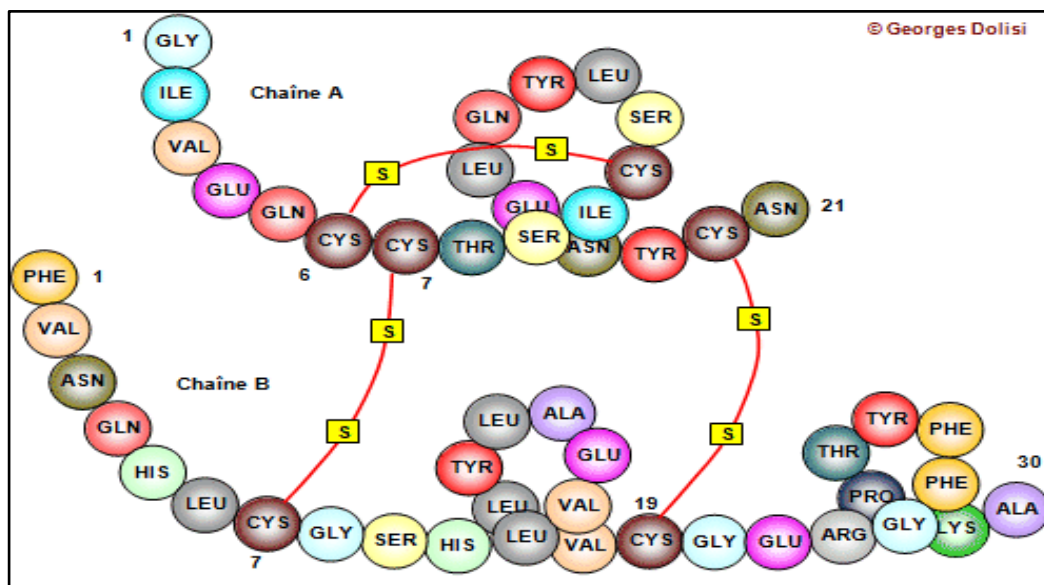 © Georges Dolisi
Chaîne A
1
GLY
ILE
VAL
GLU
GLN
CYS
6
CYS
7
THR
SER
ILE
CYS
SER
LEU
TYR
GLN
LEU
GLU
ASN
TYR
CYS
ASN
21
S
S
S
S
S
S
Chaîne B
1
PHE
VAL
ASN
GLN
HIS
LEU
CYS
7
GLY
SER
HIS
LEU
VAL
GLU
ALA
LEU
TYR
LEU
VAL
CYS
19
GLY
GLU
ARG
GLY
PHE
PHE
TYR
THR
PRO
LYS
ALA
30